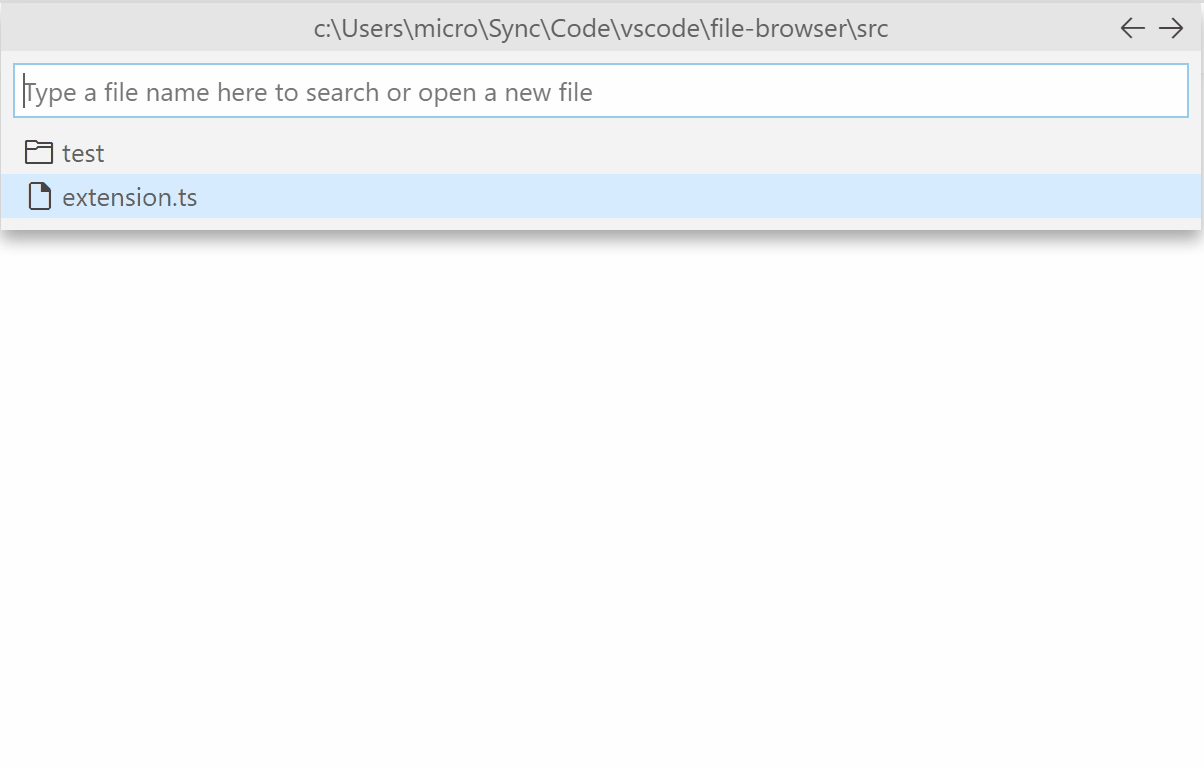 c:\Users\micro\Sync\Code\vscode\file-browser\src
Type a file name here to search or open a new file
test
extension.ts